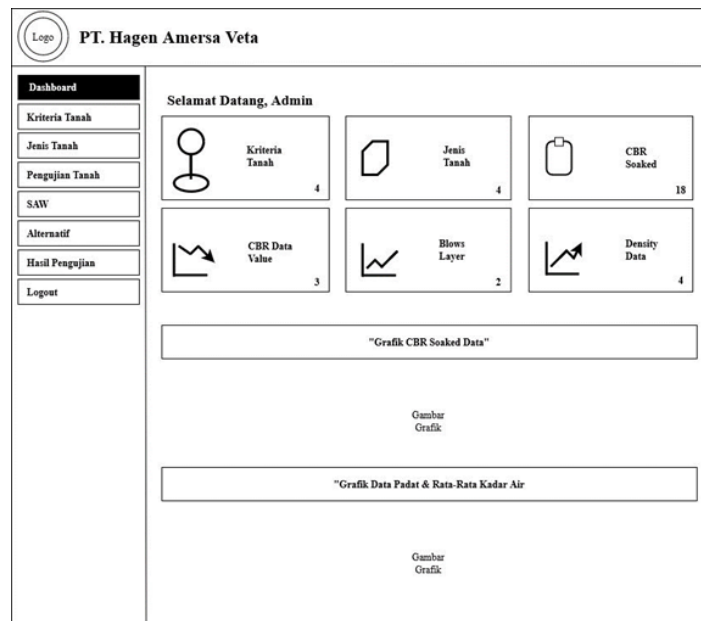 Logo
PT. Hagen Amersa Veta
Dashboard
Kriteria Tanah
Jenis Tanah
Pengujian Tanah
SAW
Alternatif
Hasil Pengujian
Logout
Selamat Datang, Admin
Kriteria
Tanah
4
Jenis
Tanah
4
CBR
Soaked
18
CBR Data
Value
3
Blows
Layer
2
Density
Data
4
"Grafik CBR Soaked Data"
Gambar
Grafik
"Grafik Data Padat & Rata-Rata Kadar Air
Gambar
Grafik